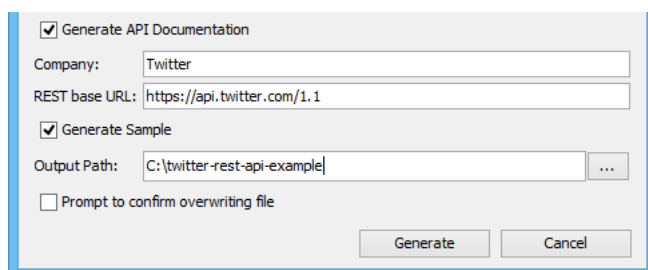 Generate API Documentation
Company: Twitter
REST base URL: https://api.twitter.com/1.1
Generate Sample
Output Path: C:\twitter-rest-api-example ...
Prompt to confirm overwriting file
Generate Cancel